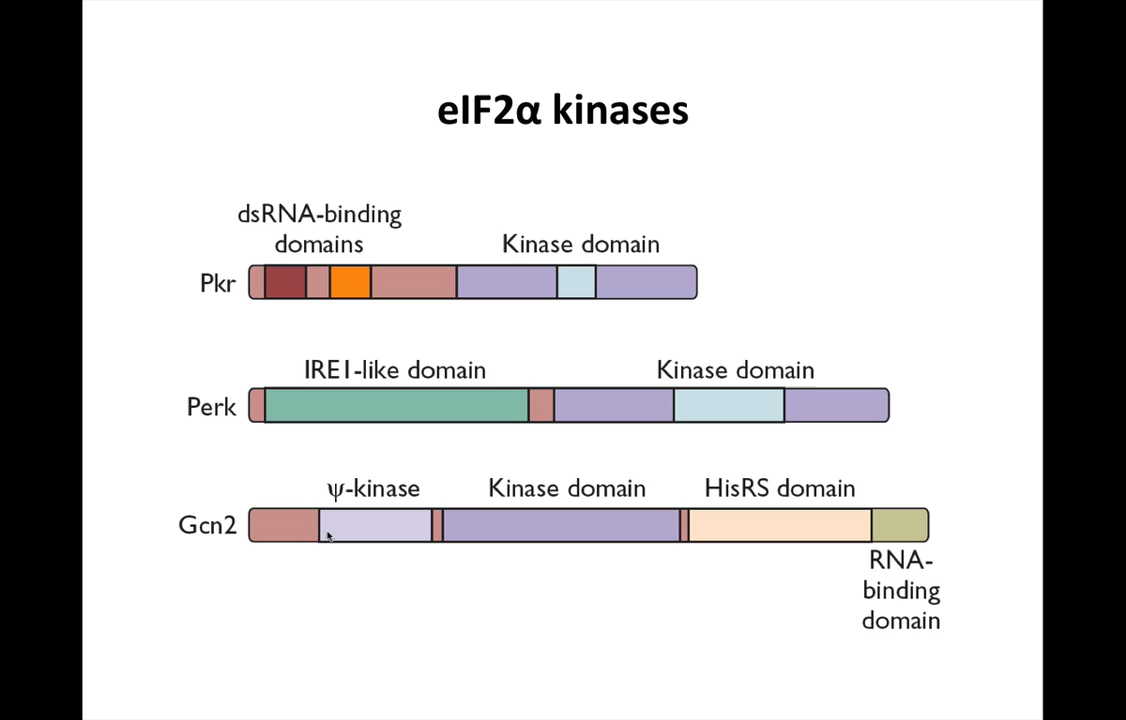 eIF2α kinases
dsRNA-binding
domains
Kinase domain
Pkr
IRE1-like domain
Kinase domain
Perk
ψ-kinase
Kinase domain
HisRS domain
Gcn2
RNA-
binding
domain